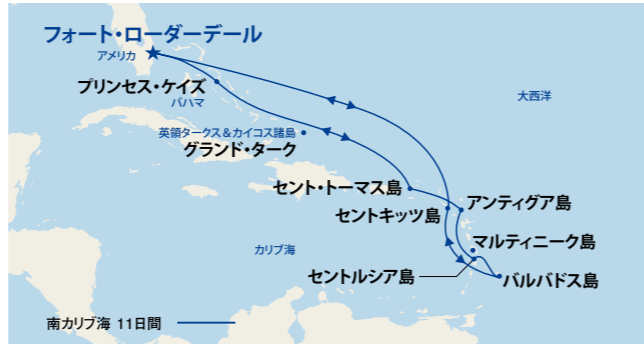 フォート・ローダーデール
アメリカ
プリンセス・ケイズ
バハマ
大西洋
英領タークス&カイコス諸島
グランド・ターク
セント・トーマス島
アンティグア島
セントキッツ島
マルティニーク島
カリブ海
セントルシア島
バルバドス島
南カリブ海 11日間